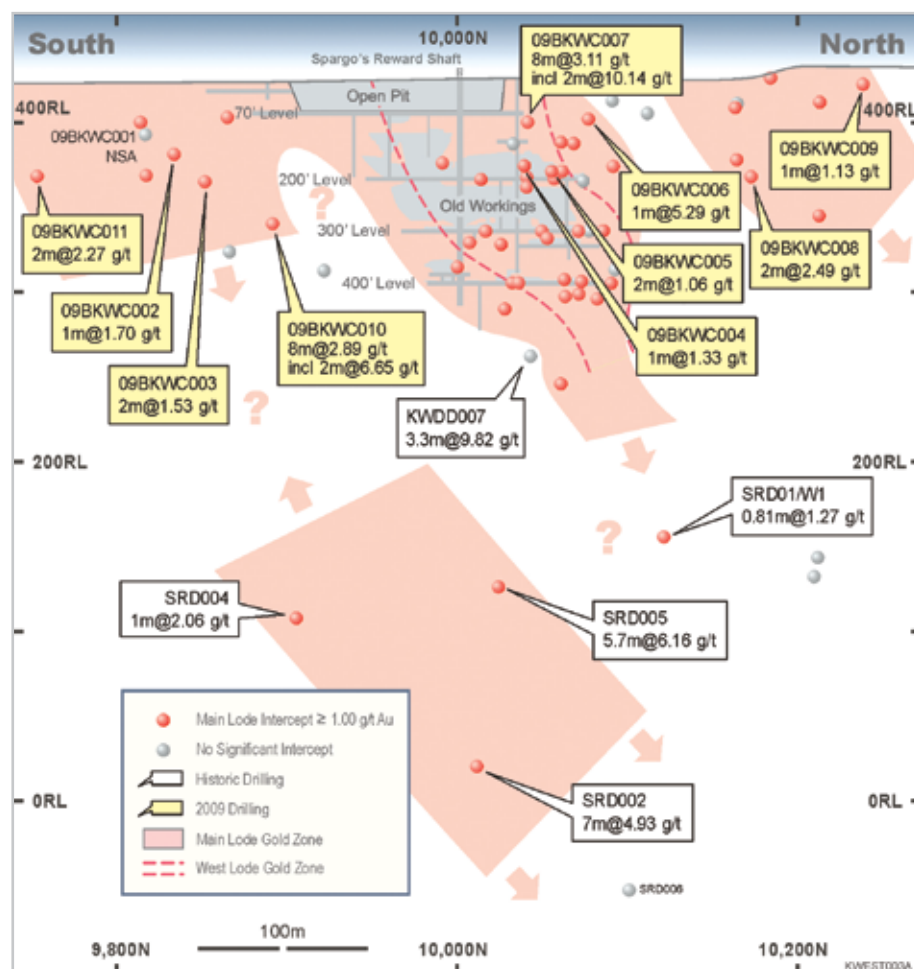 South
10,000N
North
Spargo's Reward Shaft
09BKWC007
8m@3.11 g/t
incl 2m@10.14 g/t
Open Pit
400RL
70' Level
400RL
09BKWC001
NSA
09BKWC009
1m@1.13 g/t
200' Level
Old Workings
09BKWC006
1m@5.29 g/t
?
09BKWC011
2m@2.27 g/t
300' Level
09BKWC008
2m@2.49 g/t
09BKWC005
2m@1.06 g/t
400' Level
09BKWC002
1m@1.70 g/t
09BKWC010
8m@2.89 g/t
incl 2m@6.65 g/t
09BKWC004
1m@1.33 g/t
09BKWC003
2m@1.53 g/t
?
KWDD007
3.3m@9.82 g/t
200RL
200RL
SRD01/W1
0.81m@1.27 g/t
?
SRD004
1m@2.06 g/t
SRD005
5.7m@6.16 g/t
Main Lode Intercept ≥ 1.00 g/t Au
No Significant Intercept
Historic Drilling
2009 Drilling
Main Lode Gold Zone
West Lode Gold Zone
0RL
0RL
SRD002
7m@4.93 g/t
SRD006
100m
9,800N
10,000N
10,200N
KWEST003A